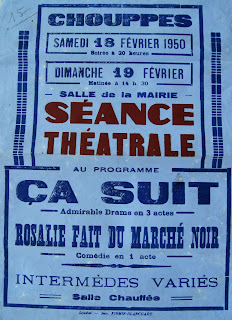 15
CHOUPPES
SAMEDI 18 FÉVRIER 1950
Soirée à 20 heures
DIMANCHE 19 FÉVRIER
Matinée à 14 h 30
SALLE de la MAIRIE
SÉANCE
THÉATRALE
AU PROGRAMME
ÇA SUIT
Admirable Drame en 3 actes
ROSALIE FAIT DU MARCHÉ NOIR
Comédie en 1 acte
INTERMÈDES VARIÉS
Salle Chauffée